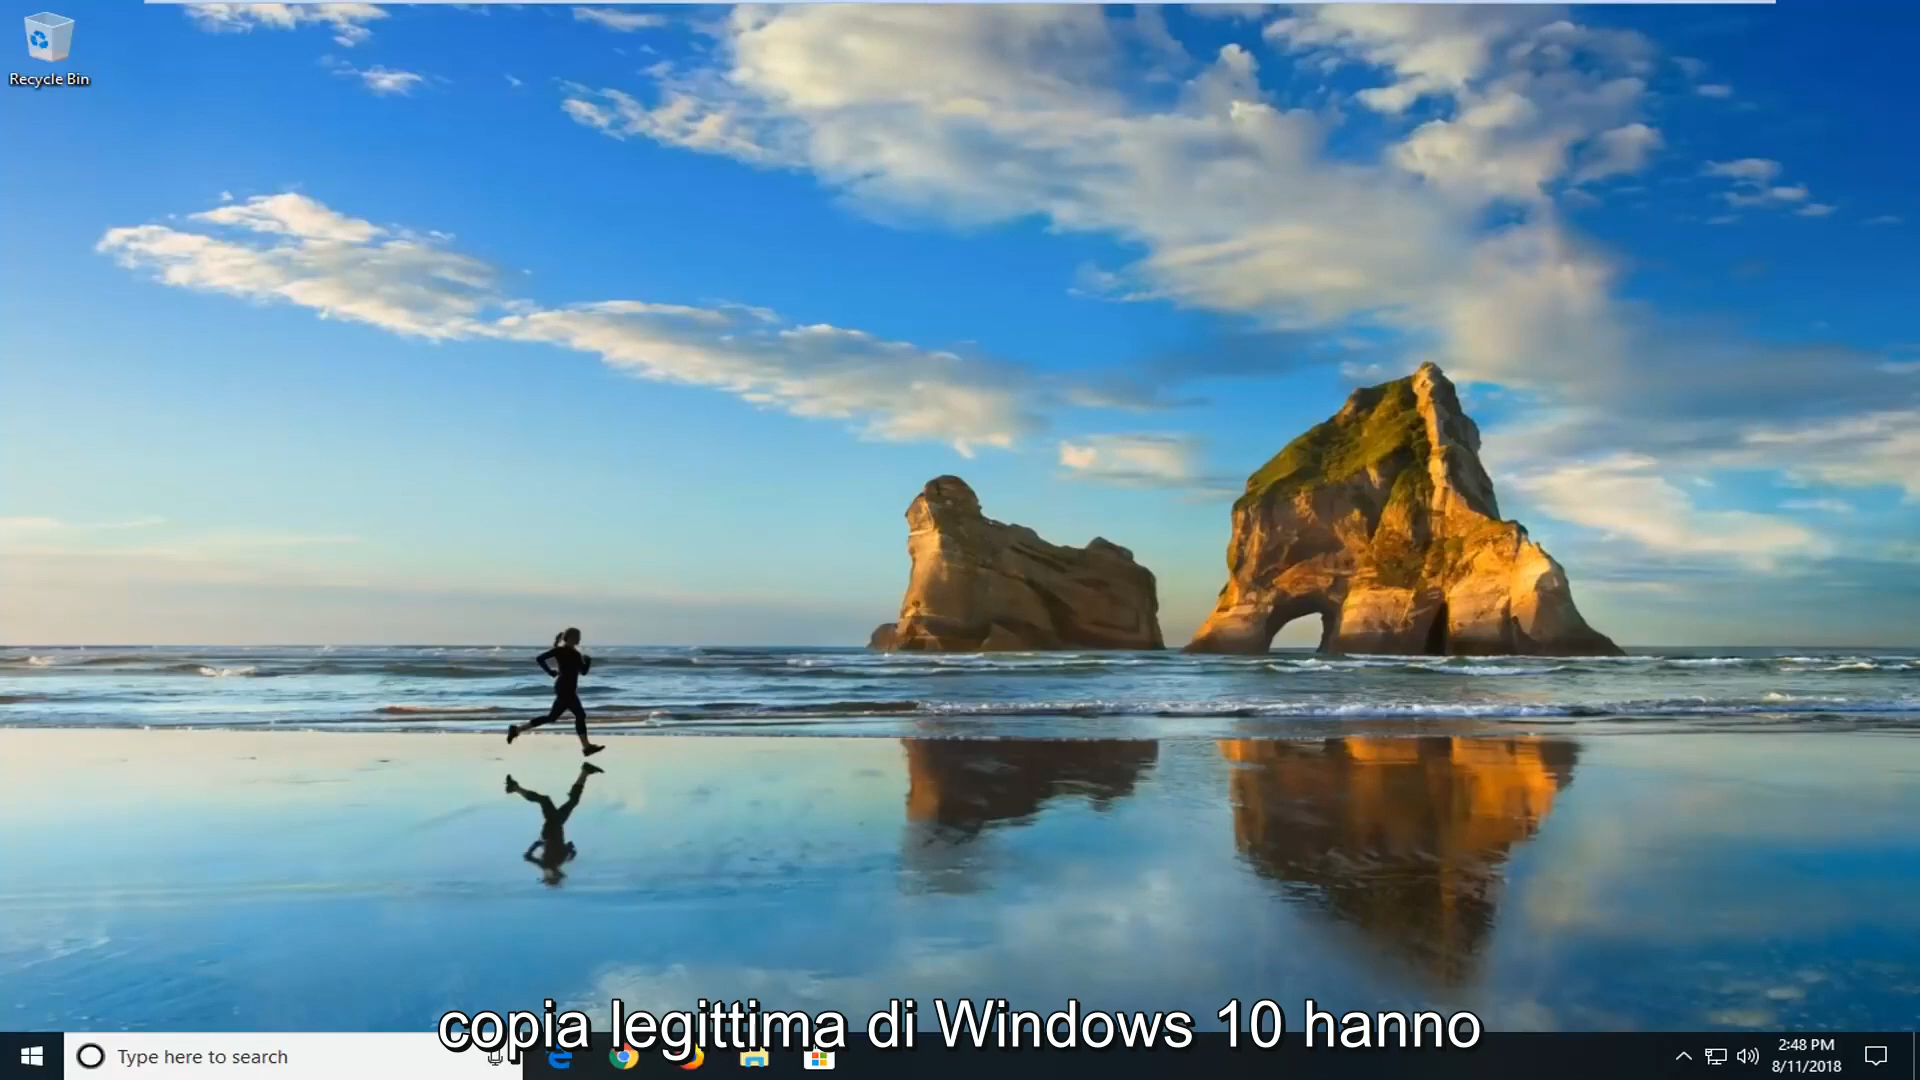 Recycle Bin
copia legittima di Windows 10 hanno
Type here to search
2:48 PM
8/11/2018